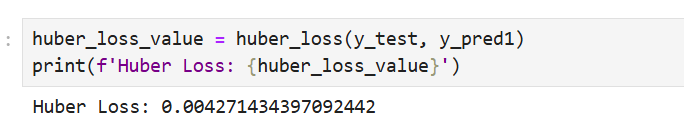 :
huber_loss_value = huber_loss(y_test, y_pred1)
print(f'Huber Loss: {huber_loss_value}')
Huber Loss: 0.004271434397092442